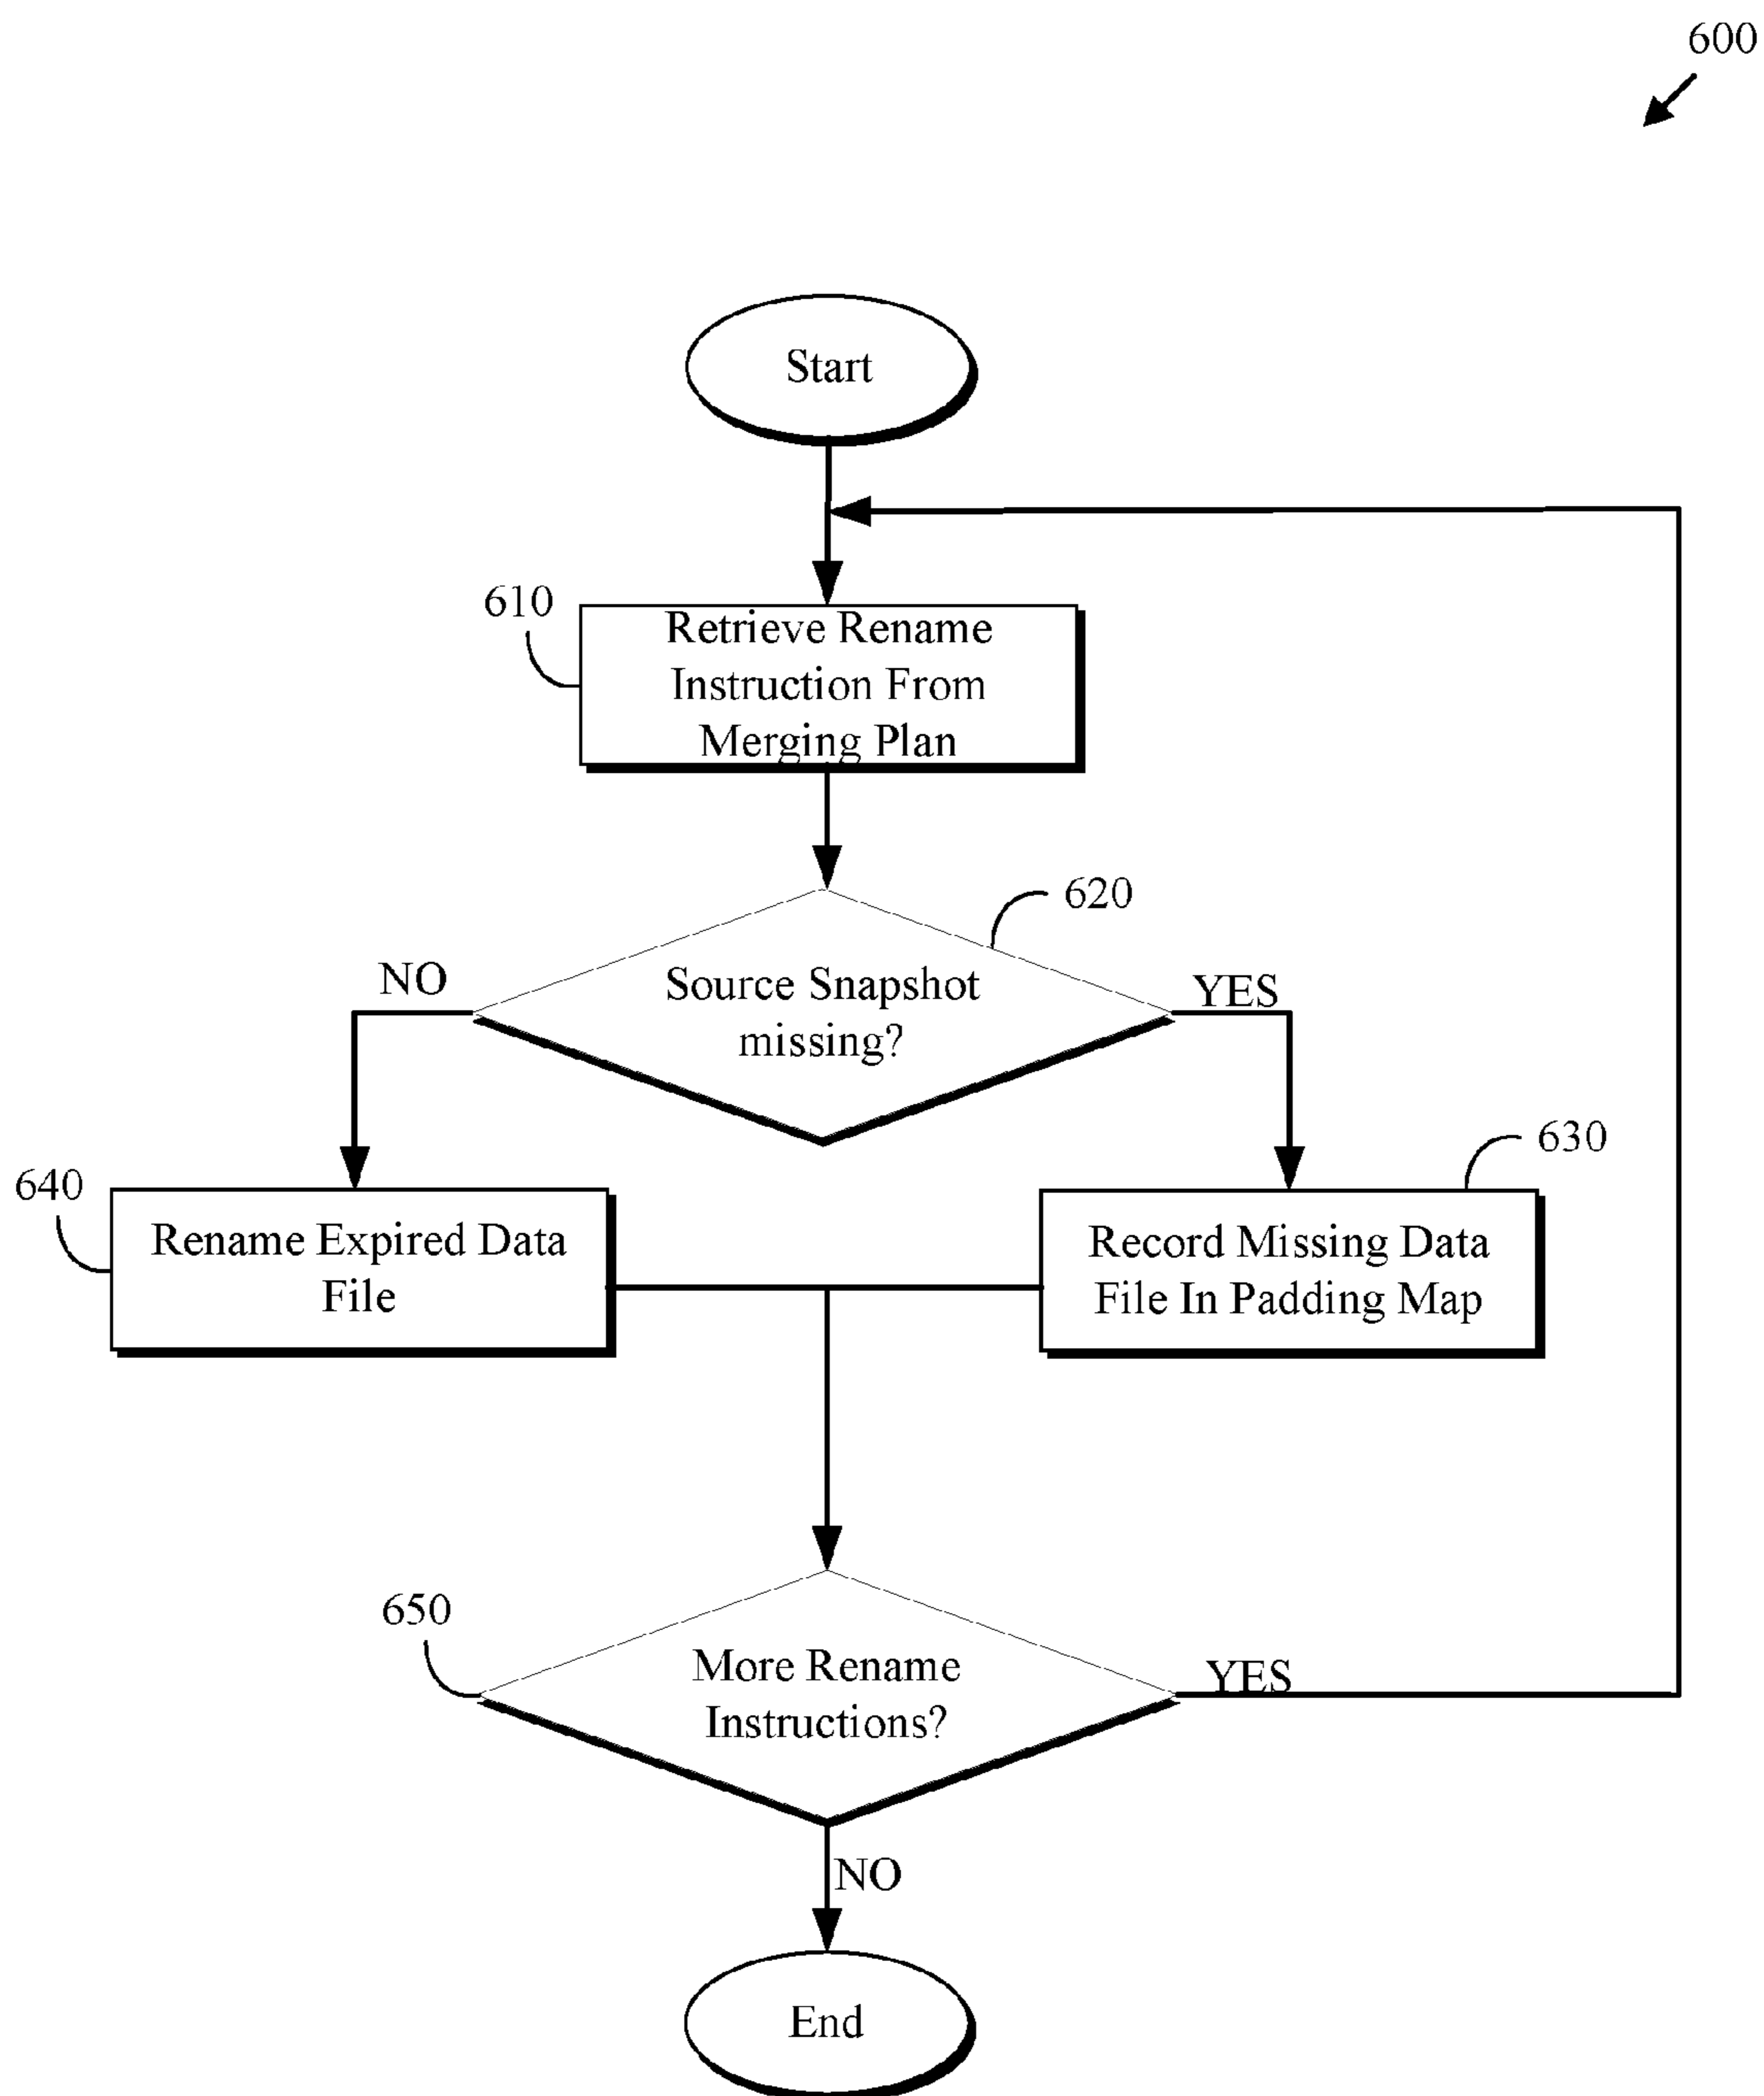 600
Start
610
Retrieve Rename
Instruction From
Merging Plan
620
NO
Source Snapshot
missing?
YES
630
640
Rename Expired Data
File
Record Missing Data
File In Padding Map
650
More Rename
Instructions?
YES
NO
End